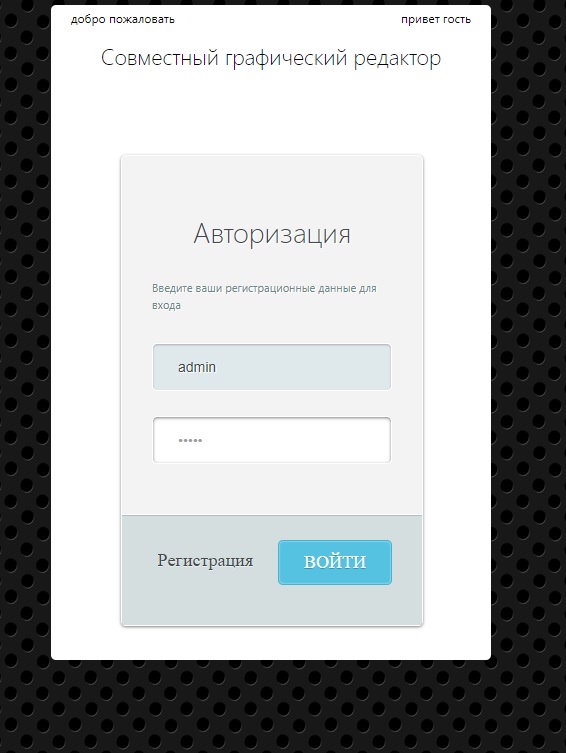 добро пожаловать привет гость
Совместный графический редактор
Авторизация
Введите ваши регистрационные данные для
входа
admin
•••••
Регистрация ВОЙТИ